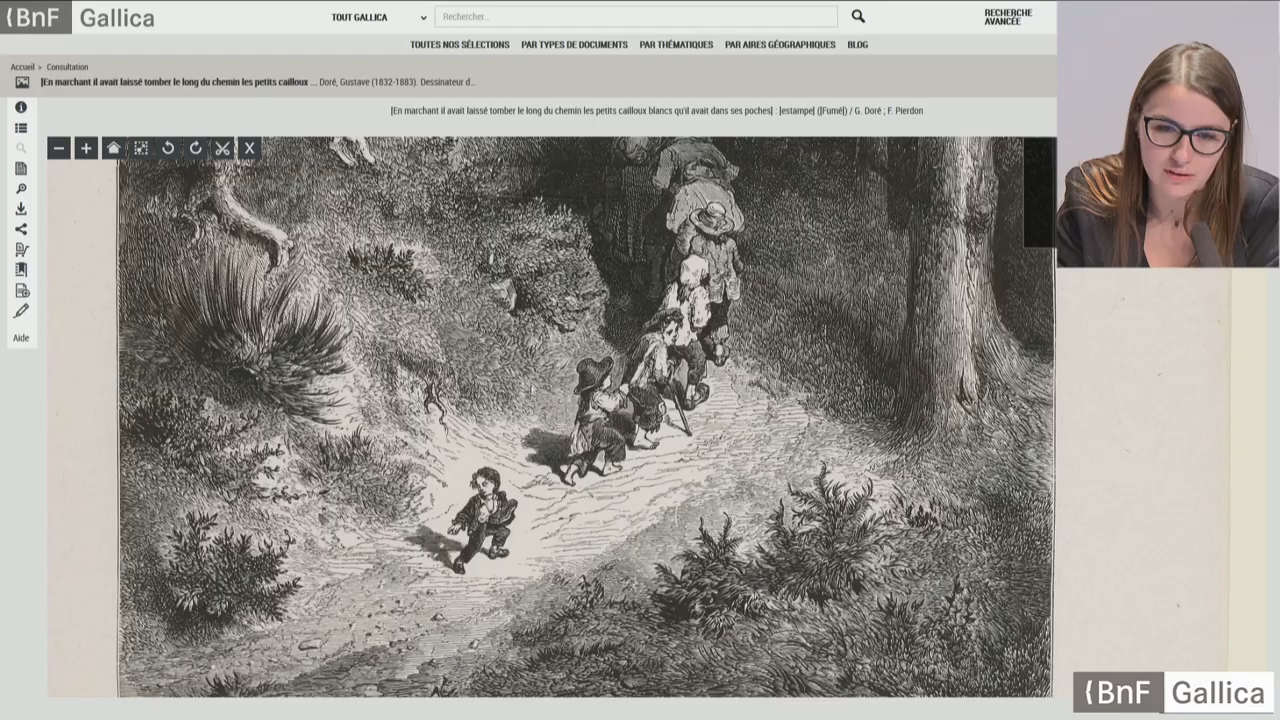 {BnF Gallica
TOUT GALLICA
Rechercher...
RECHERCHE
AVANCÉE
TOUTES NOS SÉLECTIONS PAR TYPES DE DOCUMENTS PAR THÉMATIQUES PAR AIRES GÉOGRAPHIQUES BLOG
Accueil > Consultation
[En marchant il avait laissé tomber le long du chemin les petits cailloux ... Doré, Gustave (1832-1883). Dessinateur d...
[En marchant il avait laissé tomber le long du chemin les petits cailloux blancs qu'il avait dans ses poches] : [estampe] ([Fumé]) / G. Doré ; F. Pierdon
X
Aide
{BnF Gallica